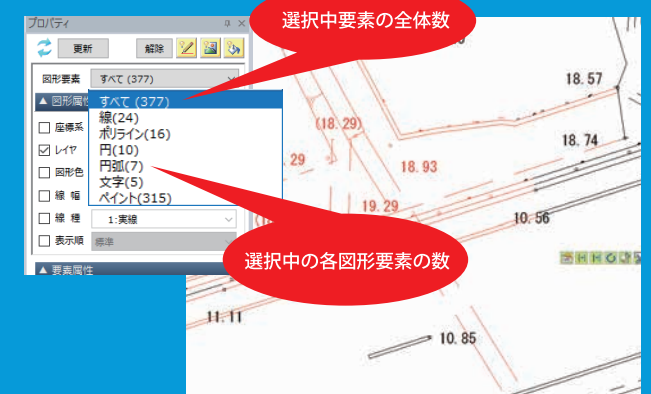 選択中要素の全体数
プロパティ
更新
解除
図形要素
すべて (377)
▲ 図形属
すべて (377)
線(24)
ポリライン(16)
円(10)
円弧(7)
文字(5)
ペイント(315)
座標系
レイヤ
図形色
線 幅
線 種
1:実線
表示順
標準
▲ 要素属性
選択中の各図形要素の数
18.57
(18.29)
18.74
29
18.93
19.29
10.56
11.11
10.85